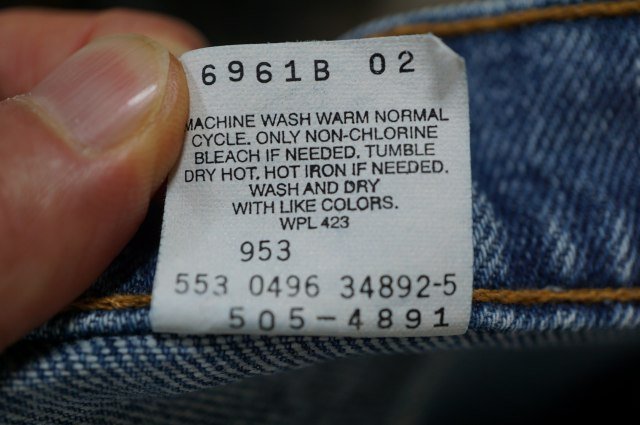 6961B 02
MACHINE WASH WARM NORMAL
CYCLE. ONLY NON-CHLORINE
BLEACH IF NEEDED. TUMBLE
DRY HOT. HOT IRON IF NEEDED.
WASH AND DRY
WITH LIKE COLORS.
WPL 423
953
553 0496 34892-5
505-4891